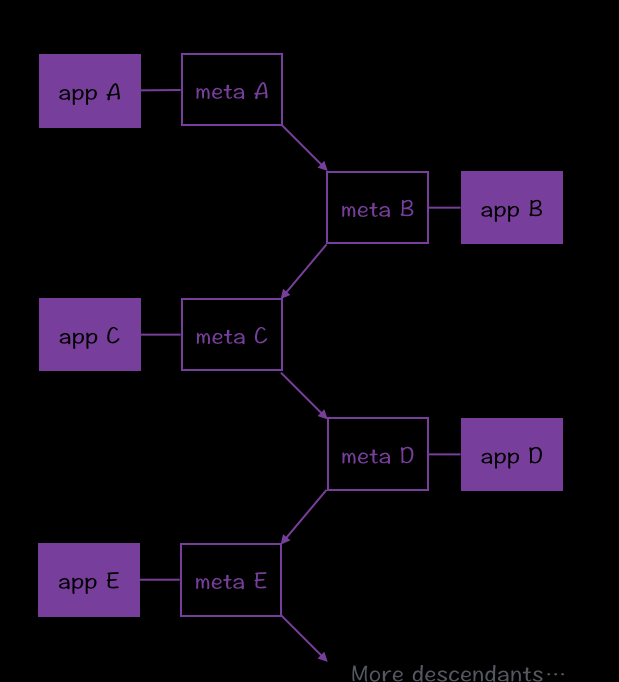 app A
meta A
meta B
app B
app C
meta C
meta D
app D
app E
meta E
More descendants...